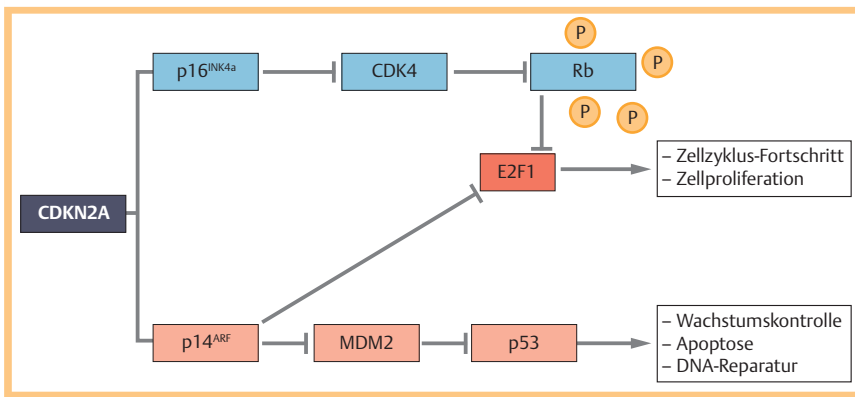 P
p16INK4a
CDK4
Rb
P
P
P
E2F1
– Zellzyklus-Fortschritt
– Zellproliferation
CDKN2A
p14ARF
MDM2
p53
– Wachstumskontrolle
– Apoptose
– DNA-Reparatur